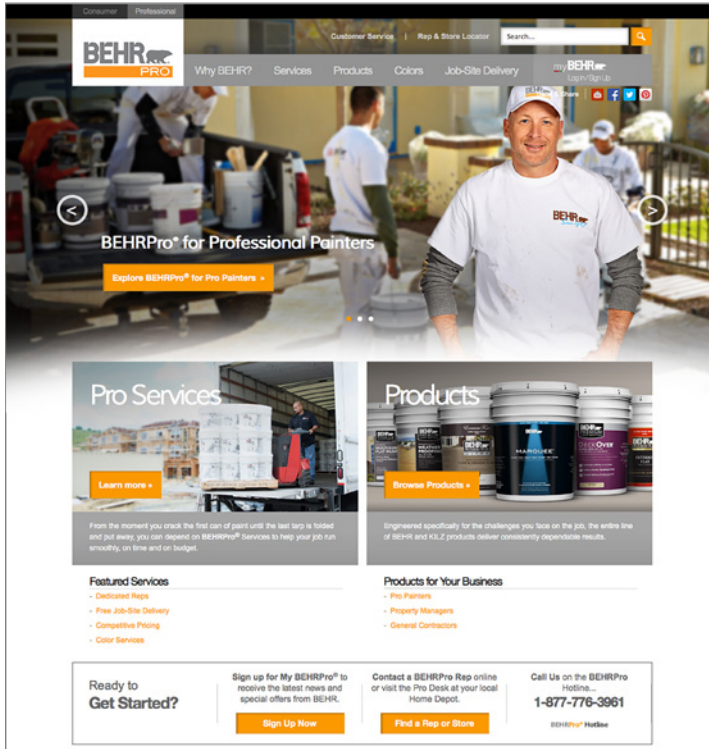 Consumer Professional
Customer Service | Rep & Store Locator Search...
BEHR
PRO
Why BEHR? Services Products Colors Job-Site Delivery
myBEHR
Log in/Sign Up
Share
BEHR
< >
BEHRPro® for Professional Painters
Explore BEHRPro® for Pro Painters »
Pro Services
Learn more »
From the moment you crack the first can of paint until the last tarp is folded
and put away, you can depend on BEHRPro® Services to help your job run
smoothly, on time and on budget.
Products
MARQUEE
DECKOVER
Browse Products »
Engineered specifically for the challenges you face on the job, the entire line
of BEHR and KILZ products deliver consistently dependable results.
Featured Services
- Dedicated Reps
- Free Job-Site Delivery
- Competitive Pricing
- Color Services
Products for Your Business
- Pro Painters
- Property Managers
- General Contractors
Ready to
Get Started?
Sign up for My BEHRPro® to
receive the latest news and
special offers from BEHR.
Sign Up Now
Contact a BEHRPro Rep online
or visit the Pro Desk at your local
Home Depot.
Find a Rep or Store
Call Us on the BEHRPro
Hotline...
1-877-776-3961
BEHRPro® Hotline